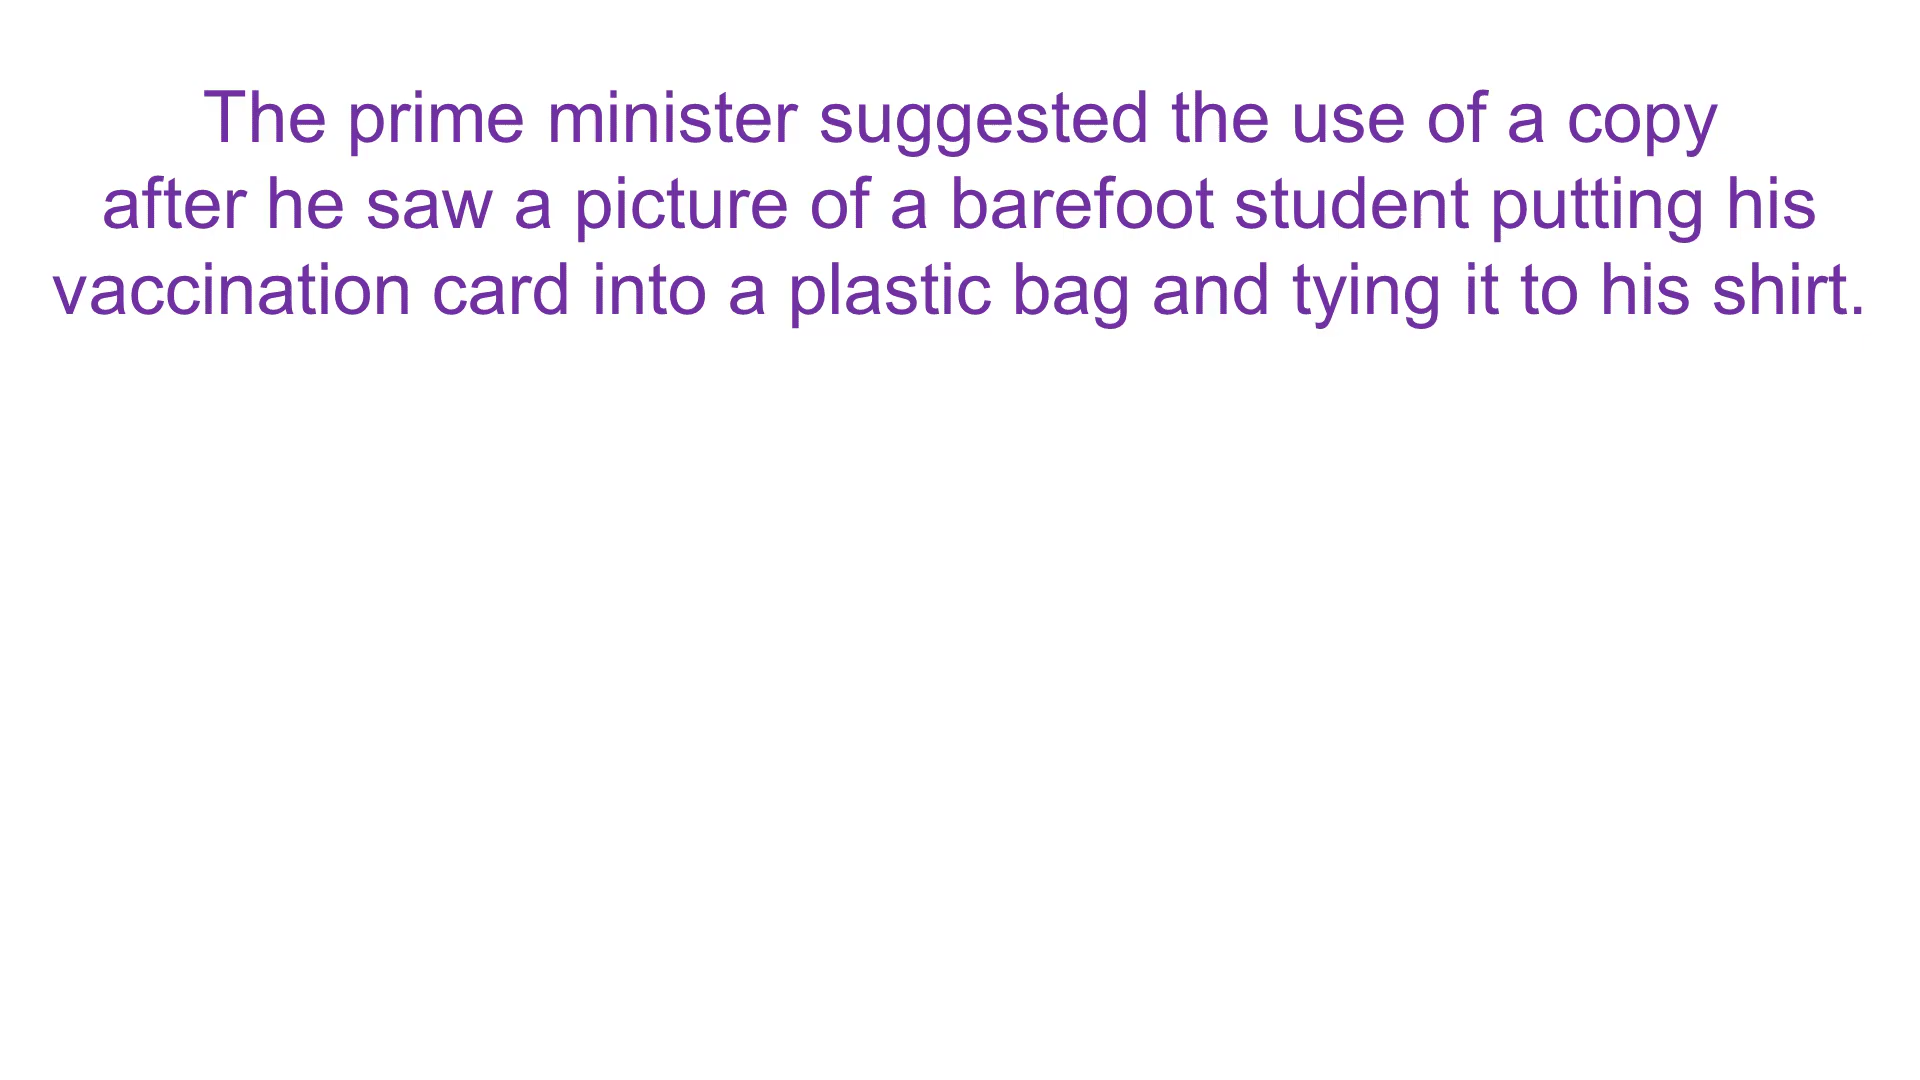 The prime minister suggested the use of a copy
after he saw a picture of a barefoot student putting his
vaccination card into a plastic bag and tying it to his shirt.